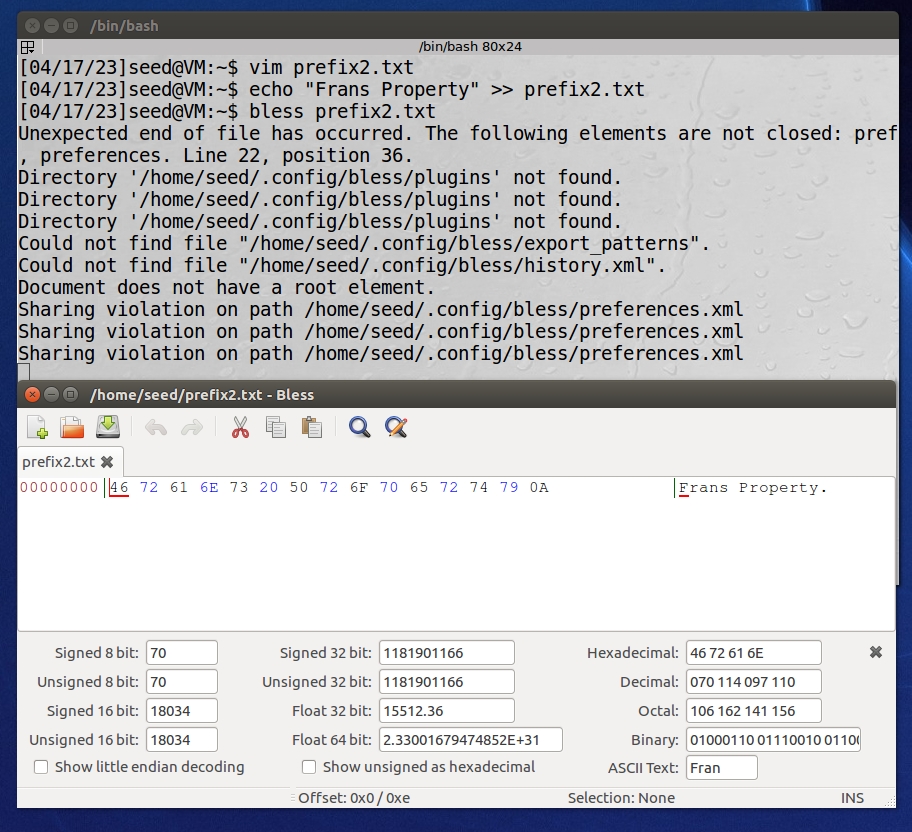 /bin/bash
/bin/bash 80x24
[04/17/23]seed@VM:~$ vim prefix2.txt
[04/17/23]seed@VM:~$ echo "Frans Property" >> prefix2.txt
[04/17/23]seed@VM:~$ bless prefix2.txt
Unexpected end of file has occurred. The following elements are not closed: pref
, preferences. Line 22, position 36.
Directory '/home/seed/.config/bless/plugins' not found.
Directory '/home/seed/.config/bless/plugins' not found.
Directory '/home/seed/.config/bless/plugins' not found.
Could not find file "/home/seed/.config/bless/export_patterns".
Could not find file "/home/seed/.config/bless/history.xml".
Document does not have a root element.
Sharing violation on path /home/seed/.config/bless/preferences.xml
Sharing violation on path /home/seed/.config/bless/preferences.xml
Sharing violation on path /home/seed/.config/bless/preferences.xml
/home/seed/prefix2.txt - Bless
prefix2.txt
00000000 46 72 61 6E 73 20 50 72 6F 70 65 72 74 79 0A Frans Property.
Signed 8 bit: 70 Signed 32 bit: 1181901166 Hexadecimal: 46 72 61 6E
Unsigned 8 bit: 70 Unsigned 32 bit: 1181901166 Decimal: 070 114 097 110
Signed 16 bit: 18034 Float 32 bit: 15512.36 Octal: 106 162 141 156
Unsigned 16 bit: 18034 Float 64 bit: 2.33001679474852E+31 Binary: 01000110 01110010 01100
Show little endian decoding Show unsigned as hexadecimal ASCII Text: Fran
Offset: 0x0 / 0xe Selection: None INS